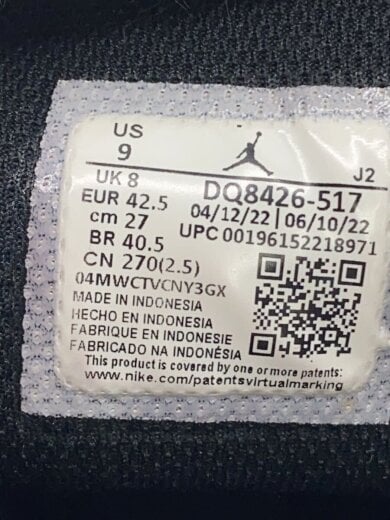 US
9
J2
UK 8
DQ8426-517
EUR 42.5
04/12/22 | 06/10/22
cm 27
UPC 00196152218971
BR 40.5
CN 270(2.5)
04MWCTVCNY3GX
MADE IN INDONESIA
HECHO EN INDONESIA
FABRIQUE EN INDONESIE
FABRICADO NA INDONÉSIA
This product is covered by one or more patents:
www.nike.com/patentsvirtualmarking